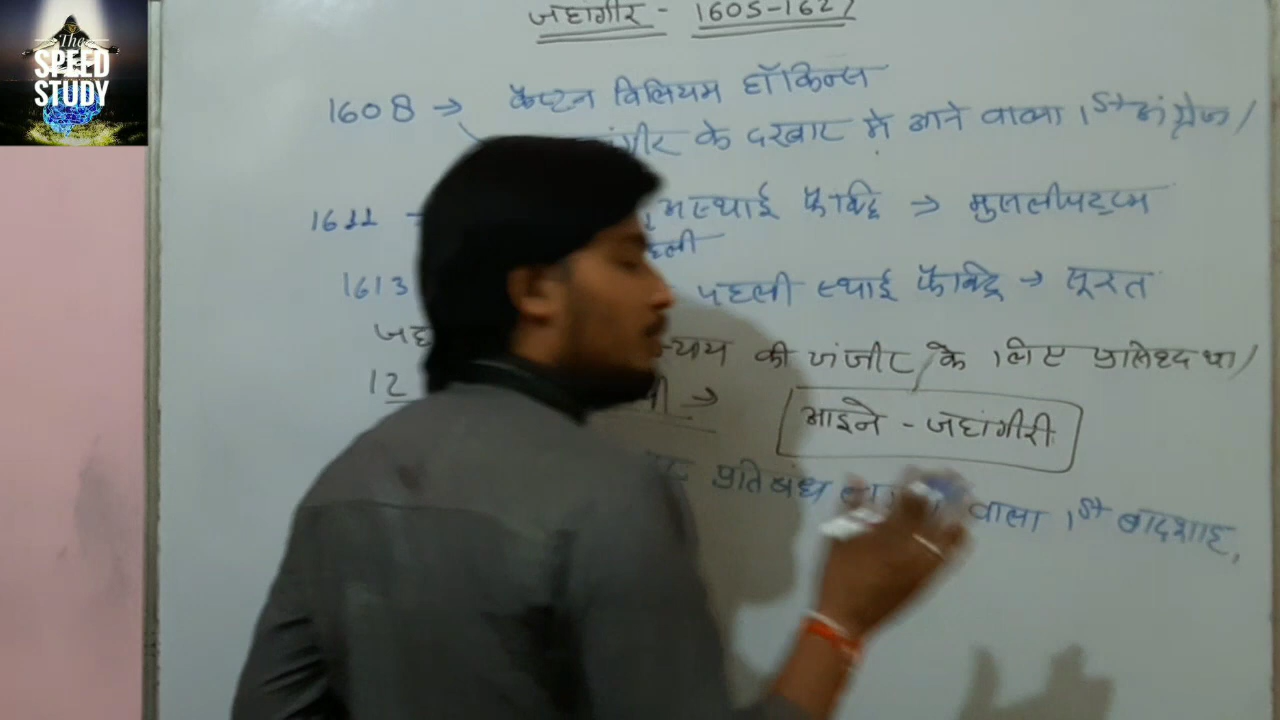 The
SPEED
STUDY
जहांगीर - 1605-1627
1608 → कैप्टन विलियम हॉकिन्स
के दरबार में आने वाला 1st अंग्रेज।
1611 अस्थाई फैक्ट्रि → मुसलीपट्टम
1613 पहली स्थाई फैक्ट्रि → सूरत
की जंजीर के लिए प्रसिध्द था।
12 → आइने - जहांगीरी
प्रतिबंध वाला 1st बादशाह,